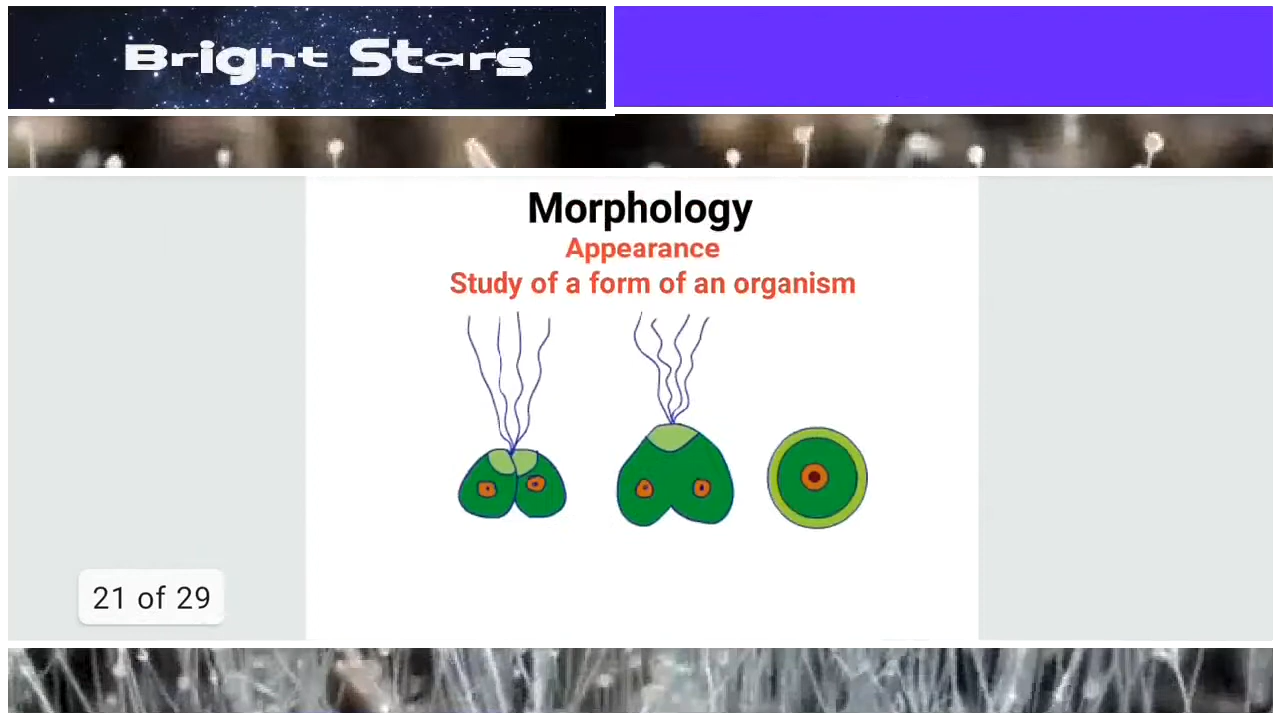 Bright Stars
Morphology
Appearance
Study of a form of an organism
21 of 29